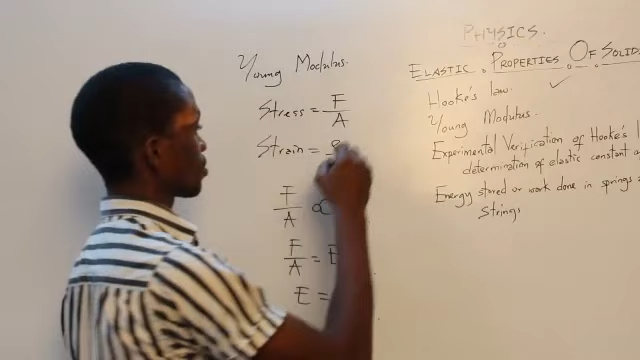 PHYSICS.
ELASTIC PROPERTIES OF SOLIDS
Hooke's law. ✓
Young Modulus.
Experimental Verification of Hooke's
determination of elastic constant
Energy stored or work done in springs
Strings
Young Modulus.
Stress = F/A
Strain =
F/A ∝
F/A = E
E =